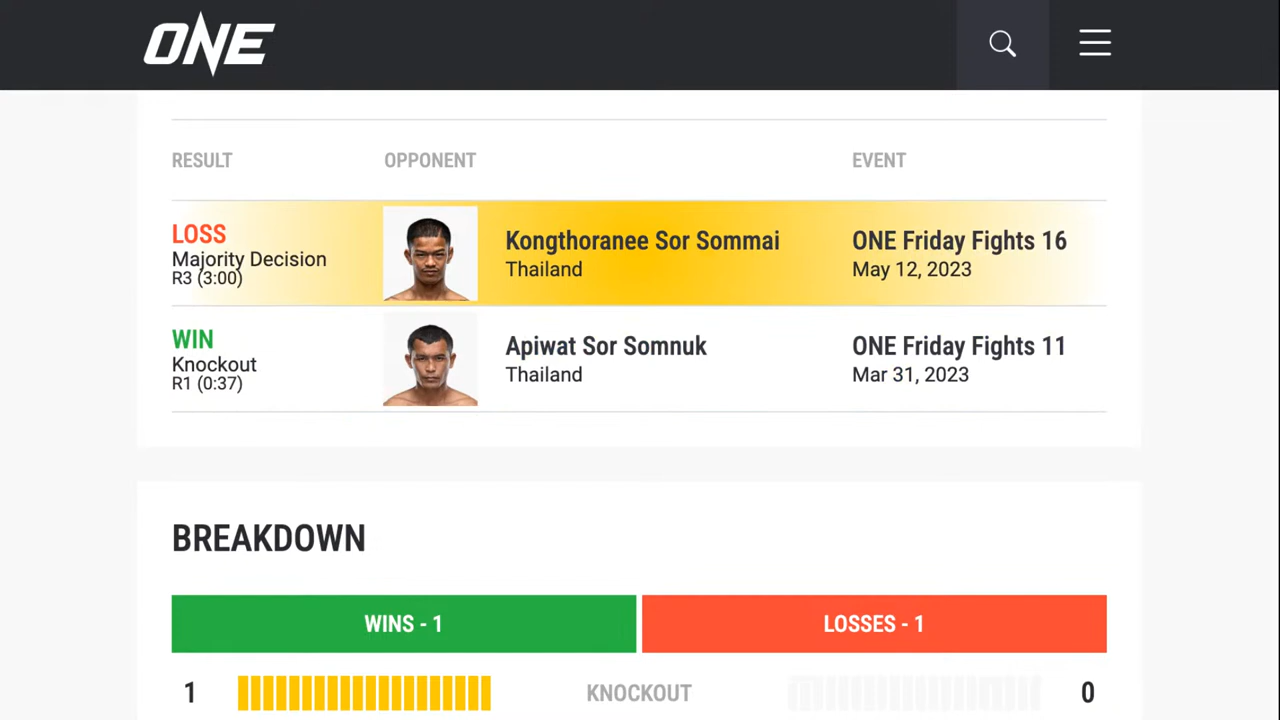 ONE
RESULT OPPONENT EVENT
LOSS
Majority Decision
R3 (3:00)
Kongthoranee Sor Sommai
Thailand
ONE Friday Fights 16
May 12, 2023
WIN
Knockout
R1 (0:37)
Apiwat Sor Somnuk
Thailand
ONE Friday Fights 11
Mar 31, 2023
BREAKDOWN
WINS - 1 LOSSES - 1
1 KNOCKOUT 0